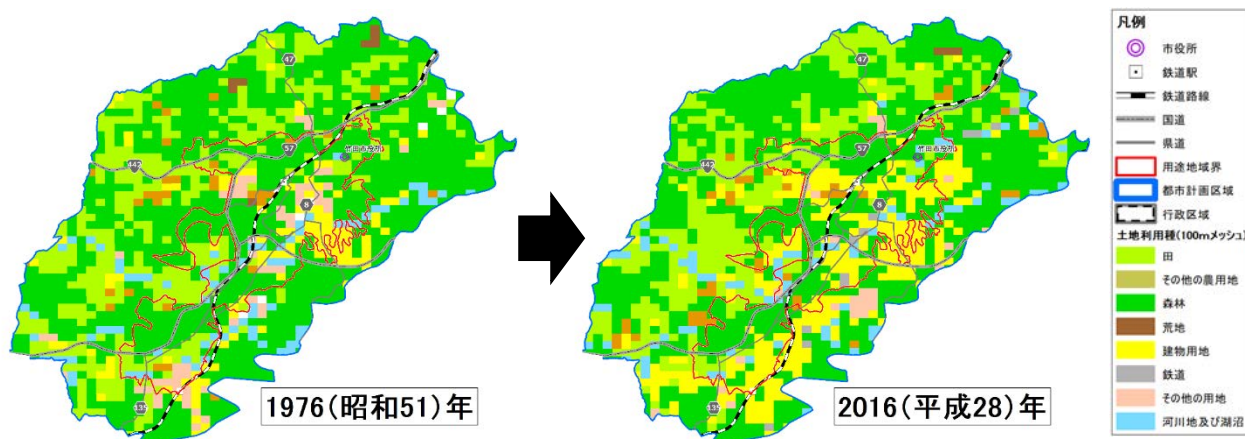 47
442
57
竹田市役所
8
135
1976(昭和51)年
47
442
57
竹田市役所
8
135
2016(平成28)年
凡例
市役所
鉄道駅
鉄道路線
国道
県道
用途地域界
都市計画区域
行政区域
土地利用種(100mメッシュ)
田
その他の農用地
森林
荒地
建物用地
鉄道
その他の用地
河川地及び湖沼